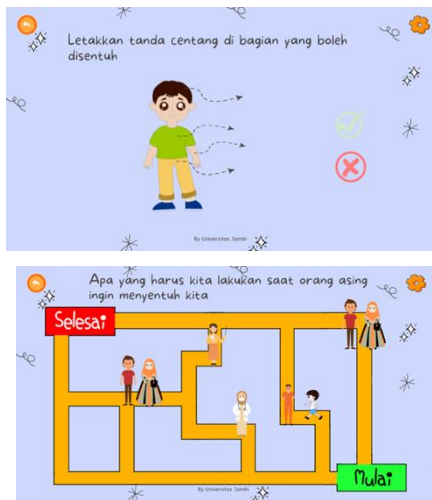 Letakkan tanda centang di bagian yang boleh
disentuh
By Universitas Jambi
Apa yang harus kita lakukan saat orang asing
ingin menyentuh kita
Selesai
Mulai
By Universitas Jambi